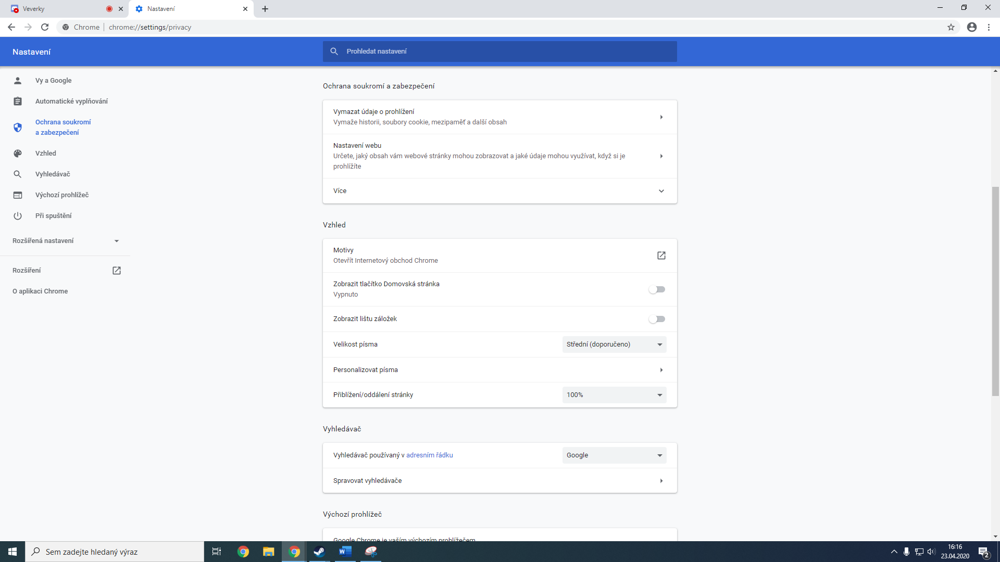 Veverky
Nastavení
Chrome
chrome://settings/privacy
Nastavení
Prohledat nastavení
Vy a Google
Automatické vyplňování
Ochrana soukromí
a zabezpečení
Vzhled
Vyhledávač
Výchozí prohlížeč
Při spuštění
Rozšířená nastavení
Rozšíření
O aplikaci Chrome
Ochrana soukromí a zabezpečení
Vymazat údaje o prohlížení
Vymaže historii, soubory cookie, mezipaměť a další obsah
Nastavení webu
Určete, jaký obsah vám webové stránky mohou zobrazovat a jaké údaje mohou využívat, když si je
prohlížíte
Více
Vzhled
Motivy
Otevřít Internetový obchod Chrome
Zobrazit tlačítko Domovská stránka
Vypnuto
Zobrazit lištu záložek
Velikost písma
Střední (doporučeno)
Personalizovat písma
Přiblížení/oddálení stránky
100%
Vyhledávač
Vyhledávač používaný v adresním řádku
Google
Spravovat vyhledávače
Výchozí prohlížeč
Google Chrome je vaším výchozím prohlížečem
Sem zadejte hledaný výraz
16:16
23.04.2020
2